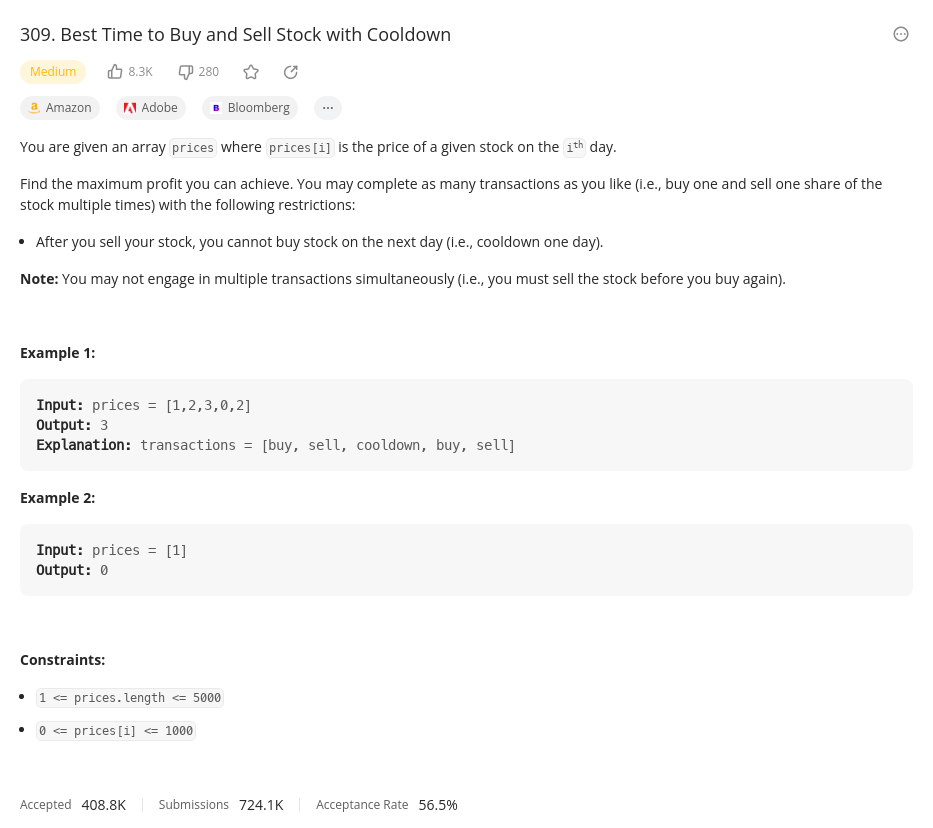 309. Best Time to Buy and Sell Stock with Cooldown
Medium 8.3K 280
Amazon Adobe Bloomberg ...
You are given an array prices where prices[i] is the price of a given stock on the ith day.
Find the maximum profit you can achieve. You may complete as many transactions as you like (i.e., buy one and sell one share of the
stock multiple times) with the following restrictions:
• After you sell your stock, you cannot buy stock on the next day (i.e., cooldown one day).
Note: You may not engage in multiple transactions simultaneously (i.e., you must sell the stock before you buy again).
Example 1:
Input: prices = [1,2,3,0,2]
Output: 3
Explanation: transactions = [buy, sell, cooldown, buy, sell]
Example 2:
Input: prices = [1]
Output: 0
Constraints:
• 1 <= prices.length <= 5000
• 0 <= prices[i] <= 1000
Accepted 408.8K Submissions 724.1K Acceptance Rate 56.5%